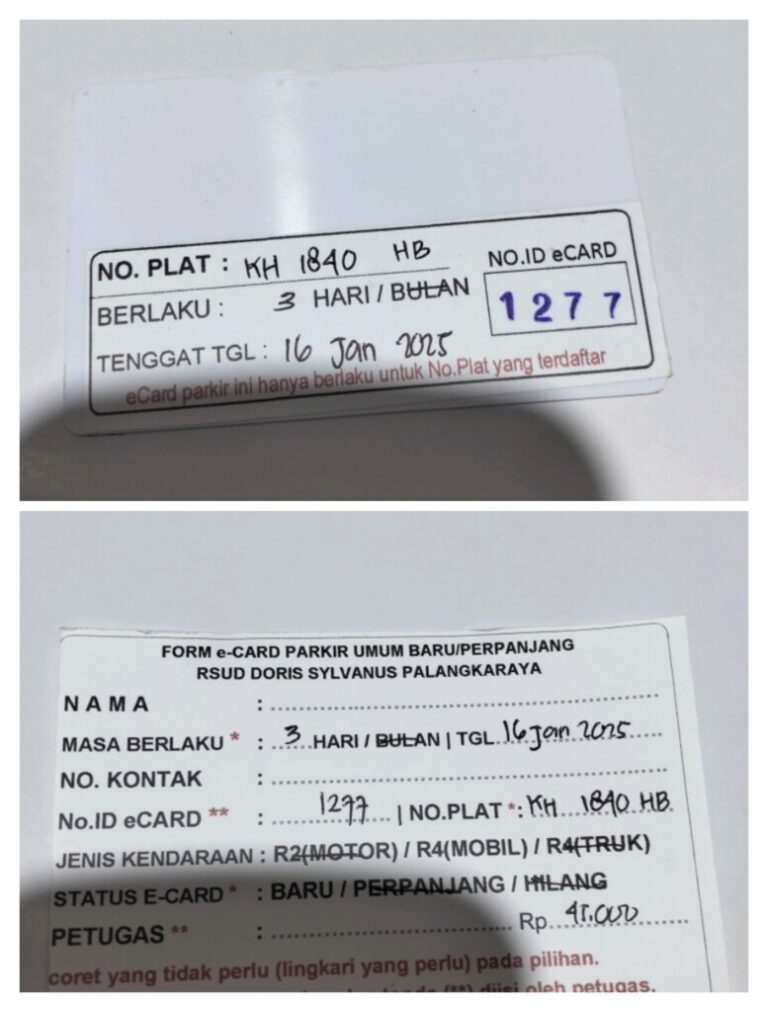 NO. PLAT : KH 1840 HB
NO.ID eCARD
BERLAKU : 3 HARI / BULAN
1277
TENGGAT TGL : 16 Jan 2025
eCard parkir ini hanya berlaku untuk No.Plat yang terdaftar
FORM e-CARD PARKIR UMUM BARU/PERPANJANG
RSUD DORIS SYLVANUS PALANGKARAYA
NAMA :
MASA BERLAKU * : 3 HARI / BULAN | TGL 16 Jan 2025
NO. KONTAK :
No.ID eCARD ** : 1277 | NO.PLAT * : KH 1840 HB
JENIS KENDARAAN : R2(MOTOR) / R4(MOBIL) / R4(TRUK)
STATUS E-CARD * : BARU / PERPANJANG / HILANG
PETUGAS ** : Rp 45.000
coret yang tidak perlu (lingkari yang perlu) pada pilihan.
(**) diisi oleh petugas.